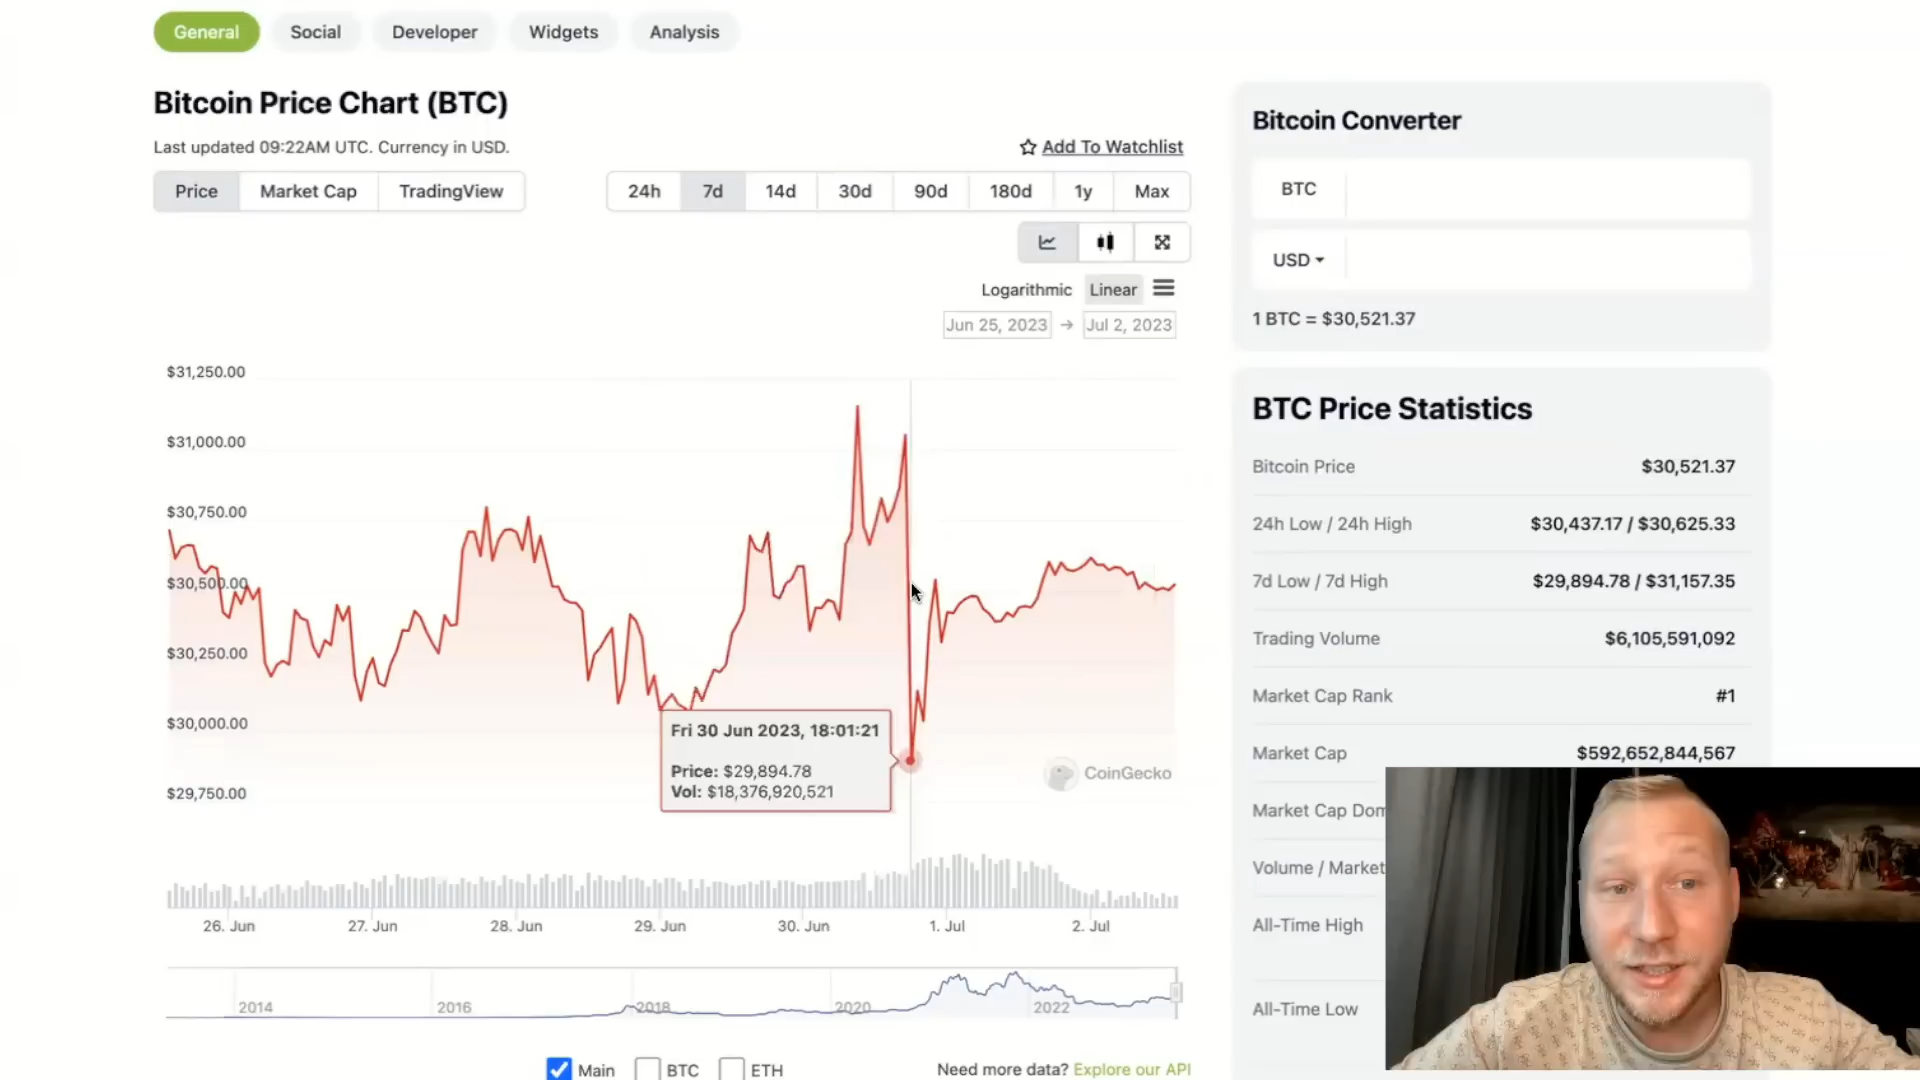 General Social Developer Widgets Analysis
Bitcoin Price Chart (BTC)
Last updated 09:22AM UTC. Currency in USD.
Add To Watchlist
Price Market Cap TradingView
24h 7d 14d 30d 90d 180d 1y Max
Logarithmic Linear
Jun 25, 2023 → Jul 2, 2023
$31,250.00
$31,000.00
$30,750.00
$30,500.00
$30,250.00
$30,000.00
$29,750.00
Fri 30 Jun 2023, 18:01:21
Price: $29,894.78
Vol: $18,376,920,521
CoinGecko
26. Jun 27. Jun 28. Jun 29. Jun 30. Jun 1. Jul 2. Jul
2014 2016 2018 2020 2022
Main BTC ETH
Need more data? Explore our API
Bitcoin Converter
BTC
USD
1 BTC = $30,521.37
BTC Price Statistics
Bitcoin Price $30,521.37
24h Low / 24h High $30,437.17 / $30,625.33
7d Low / 7d High $29,894.78 / $31,157.35
Trading Volume $6,105,591,092
Market Cap Rank #1
Market Cap $592,652,844,567
Market Cap Dom
Volume / Market
All-Time High
All-Time Low